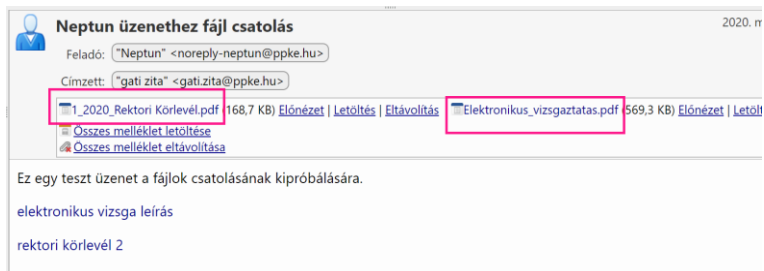 Neptun üzenethez fájl csatolás
2020. m
Feladó: "Neptun" <noreply-neptun@ppke.hu>
Címzett: "gati zita" <gati.zita@ppke.hu>
1_2020_Rektori Körlevél.pdf (168,7 KB) Előnézet | Letöltés | Eltávolítás Elektronikus_vizsgaztatas.pdf (569,3 KB) Előnézet | Letölt
Összes melléklet letöltése
Összes melléklet eltávolítása
Ez egy teszt üzenet a fájlok csatolásának kipróbálására.
elektronikus vizsga leírás
rektori körlevél 2